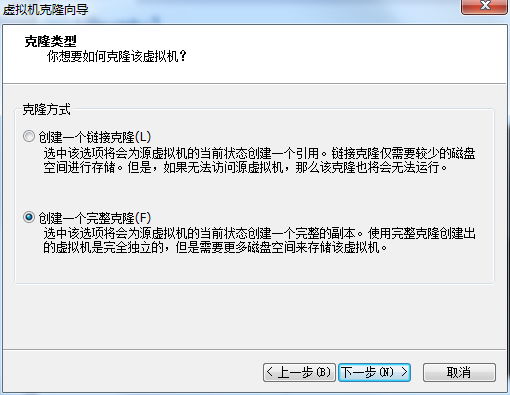 虚拟机克隆向导
克隆类型
你想要如何克隆该虚拟机?
克隆方式
创建一个链接克隆(L)
选中该选项将会为源虚拟机的当前状态创建一个引用。链接克隆仅需要较少的磁盘
空间进行存储。但是，如果无法访问源虚拟机，那么该克隆也将会无法运行。
创建一个完整克隆(F)
选中该选项将会为源虚拟机的当前状态创建一个完整的副本。使用完整克隆创建出
的虚拟机是完全独立的，但是需要更多磁盘空间来存储该虚拟机。
< 上一步(B) 下一步(N) > 取消